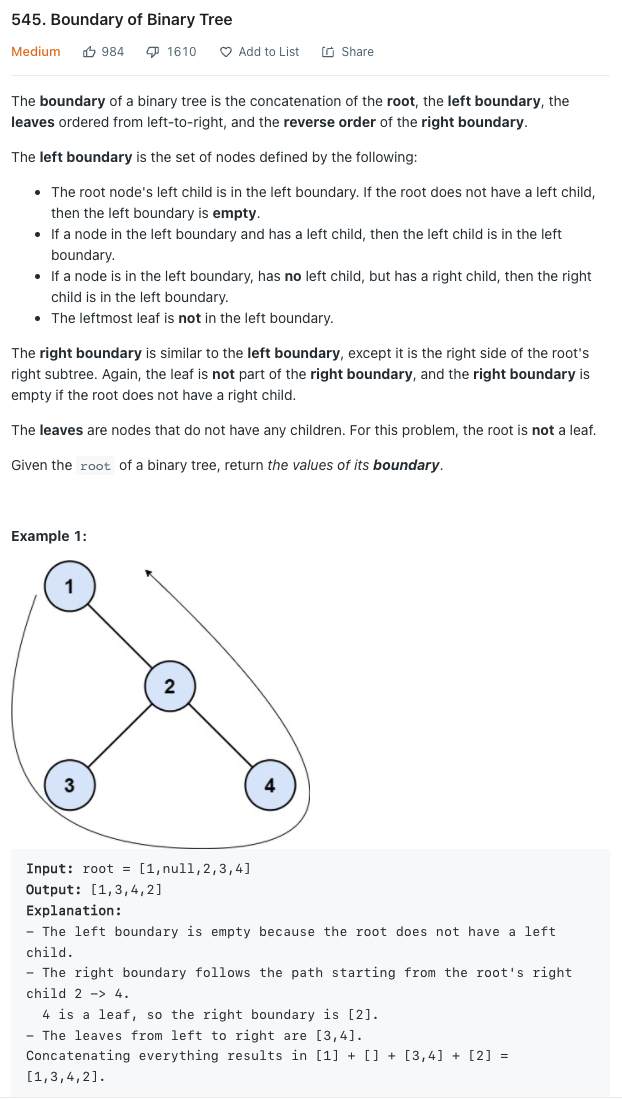 545. Boundary of Binary Tree
Medium 984 1610 Add to List Share
The boundary of a binary tree is the concatenation of the root, the left boundary, the
leaves ordered from left-to-right, and the reverse order of the right boundary.
The left boundary is the set of nodes defined by the following:
• The root node's left child is in the left boundary. If the root does not have a left child,
then the left boundary is empty.
• If a node in the left boundary and has a left child, then the left child is in the left
boundary.
• If a node is in the left boundary, has no left child, but has a right child, then the right
child is in the left boundary.
• The leftmost leaf is not in the left boundary.
The right boundary is similar to the left boundary, except it is the right side of the root's
right subtree. Again, the leaf is not part of the right boundary, and the right boundary is
empty if the root does not have a right child.
The leaves are nodes that do not have any children. For this problem, the root is not a leaf.
Given the root of a binary tree, return the values of its boundary.
Example 1:
1
2
3 4
Input: root = [1,null,2,3,4]
Output: [1,3,4,2]
Explanation:
– The left boundary is empty because the root does not have a left
child.
– The right boundary follows the path starting from the root's right
child 2 –> 4.
4 is a leaf, so the right boundary is [2].
– The leaves from left to right are [3,4].
Concatenating everything results in [1] + [] + [3,4] + [2] =
[1,3,4,2].